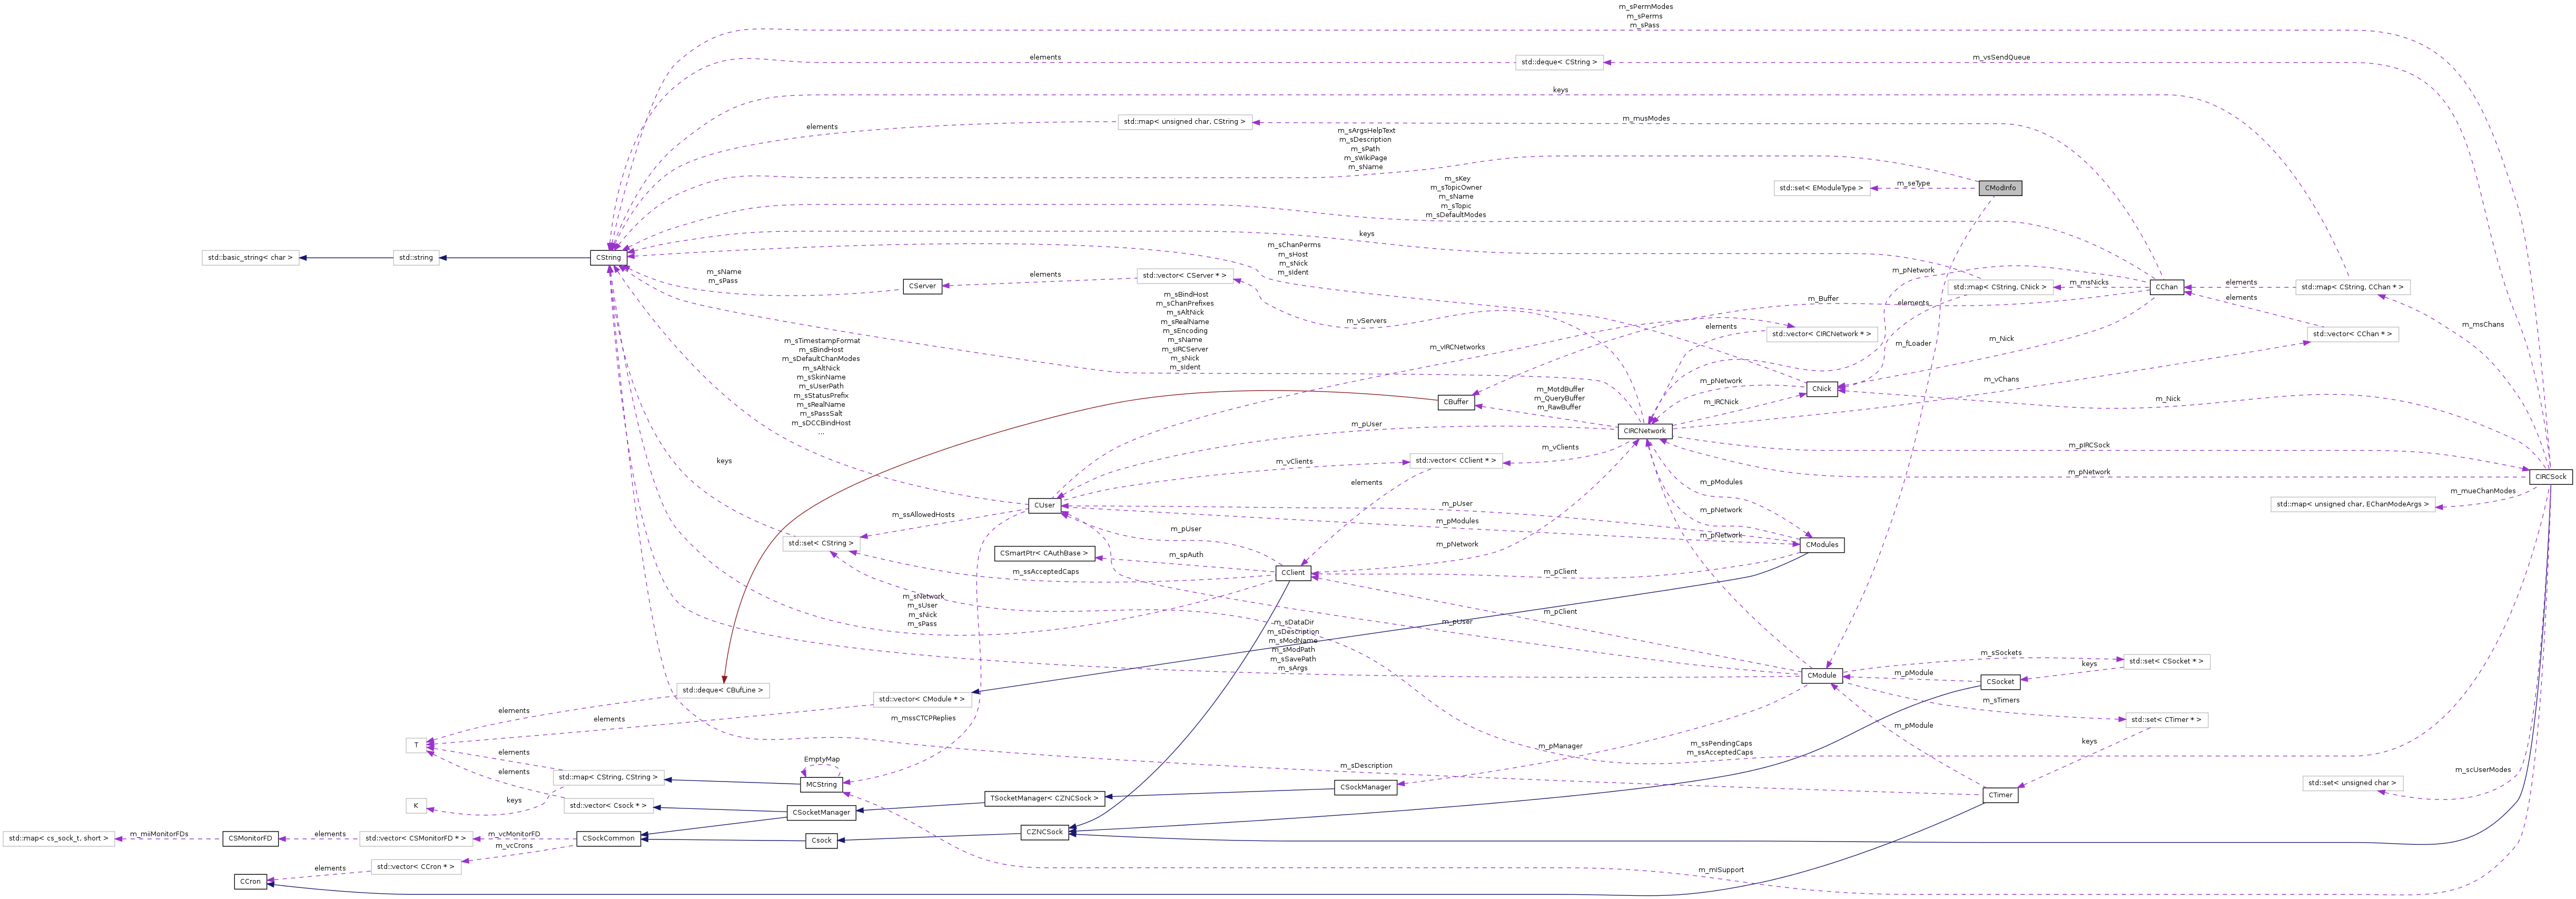 m_sPermModes
m_sPerms
m_sPass
elements
std::deque< CString >
m_vsSendQueue
keys
elements
std::map< unsigned char, CString >
m_musModes
m_sArgsHelpText
m_sDescription
m_sPath
m_sWikiPage
m_sName
std::set< EModuleType >
m_seType
CModInfo
m_sKey
m_sTopicOwner
m_sName
m_sTopic
m_sDefaultModes
keys
std::basic_string< char >
std::string
CString
m_sChanPerms
m_sHost
m_sNick
m_sIdent
m_sName
m_sPass
CServer
elements
std::vector< CServer * >
m_pNetwork
std::map< CString, CNick >
m_msNicks
CChan
elements
std::map< CString, CChan * >
m_sBindHost
m_sChanPrefixes
m_sAltNick
m_sRealName
m_sEncoding
m_sName
m_sIRCServer
m_sNick
m_sIdent
m_Buffer
elements
elements
m_vServers
elements
std::vector< CIRCNetwork * >
m_msChans
std::vector< CChan * >
m_sTimestampFormat
m_sBindHost
m_sDefaultChanModes
m_sAltNick
m_sSkinName
m_sUserPath
m_sStatusPrefix
m_sRealName
m_sPassSalt
m_sDCCBindHost
...
m_vIRCNetworks
m_fLoader
m_Nick
m_vChans
m_pNetwork
CNick
m_IRCNick
m_MotdBuffer
m_QueryBuffer
m_RawBuffer
CBuffer
m_Nick
m_pUser
CIRCNetwork
m_pIRCSock
m_vClients
keys
m_vClients
std::vector< CClient * >
m_pNetwork
CIRCSock
elements
m_pModules
m_mueChanModes
std::map< unsigned char, EChanModeArgs >
CUser
m_pUser
m_pNetwork
m_ssAllowedHosts
m_pModules
m_pUser
m_pNetwork
m_pNetwork
std::set< CString >
CSmartPtr< CAuthBase >
m_spAuth
CModules
m_ssAcceptedCaps
CClient
m_pClient
m_sNetwork
m_sUser
m_sNick
m_sPass
m_pClient
m_pUser
m_sDataDir
m_sDescription
m_sModName
m_sModPath
m_sSavePath
m_sArgs
m_sSockets
std::set< CSocket * >
keys
CModule
m_pModule
CSocket
std::deque< CBufLine >
std::vector< CModule * >
m_sTimers
elements
elements
m_mssCTCPReplies
m_pModule
std::set< CTimer * >
T
elements
EmptyMap
m_pManager
m_ssPendingCaps
m_ssAcceptedCaps
keys
elements
std::map< CString, CString >
MCString
m_sDescription
m_scUserModes
std::set< unsigned char >
K
keys
std::vector< Csock * >
CSocketManager
TSocketManager< CZNCSock >
CSockManager
CTimer
std::map< cs_sock_t, short >
m_miiMonitorFDs
CSMonitorFD
elements
std::vector< CSMonitorFD * >
m_vcMonitorFD
m_vcCrons
CSockCommon
Csock
CZNCSock
elements
std::vector< CCron * >
CCron
m_mISupport